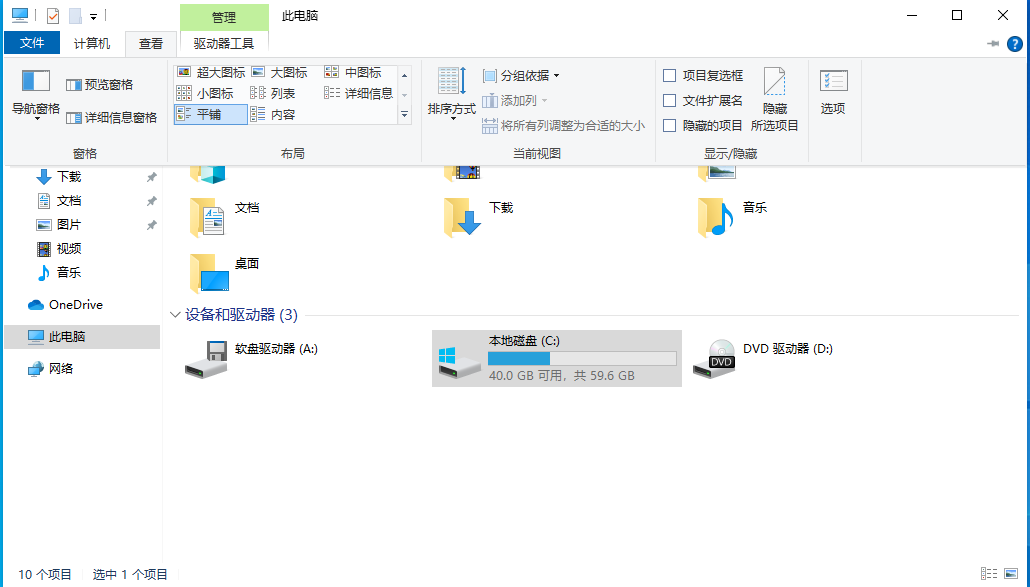 管理
此电脑
文件
计算机
查看
驱动器工具
导航窗格
预览窗格
详细信息窗格
窗格
超大图标
大图标
中图标
小图标
列表
详细信息
平铺
内容
布局
排序方式
分组依据
添加列
将所有列调整为合适的大小
当前视图
项目复选框
文件扩展名
隐藏的项目
隐藏
所选项目
显示/隐藏
选项
下载
文档
图片
视频
音乐
OneDrive
此电脑
网络
文档
下载
音乐
桌面
设备和驱动器 (3)
软盘驱动器 (A:)
本地磁盘 (C:)
40.0 GB 可用，共 59.6 GB
DVD
DVD 驱动器 (D:)
10 个项目
选中 1 个项目